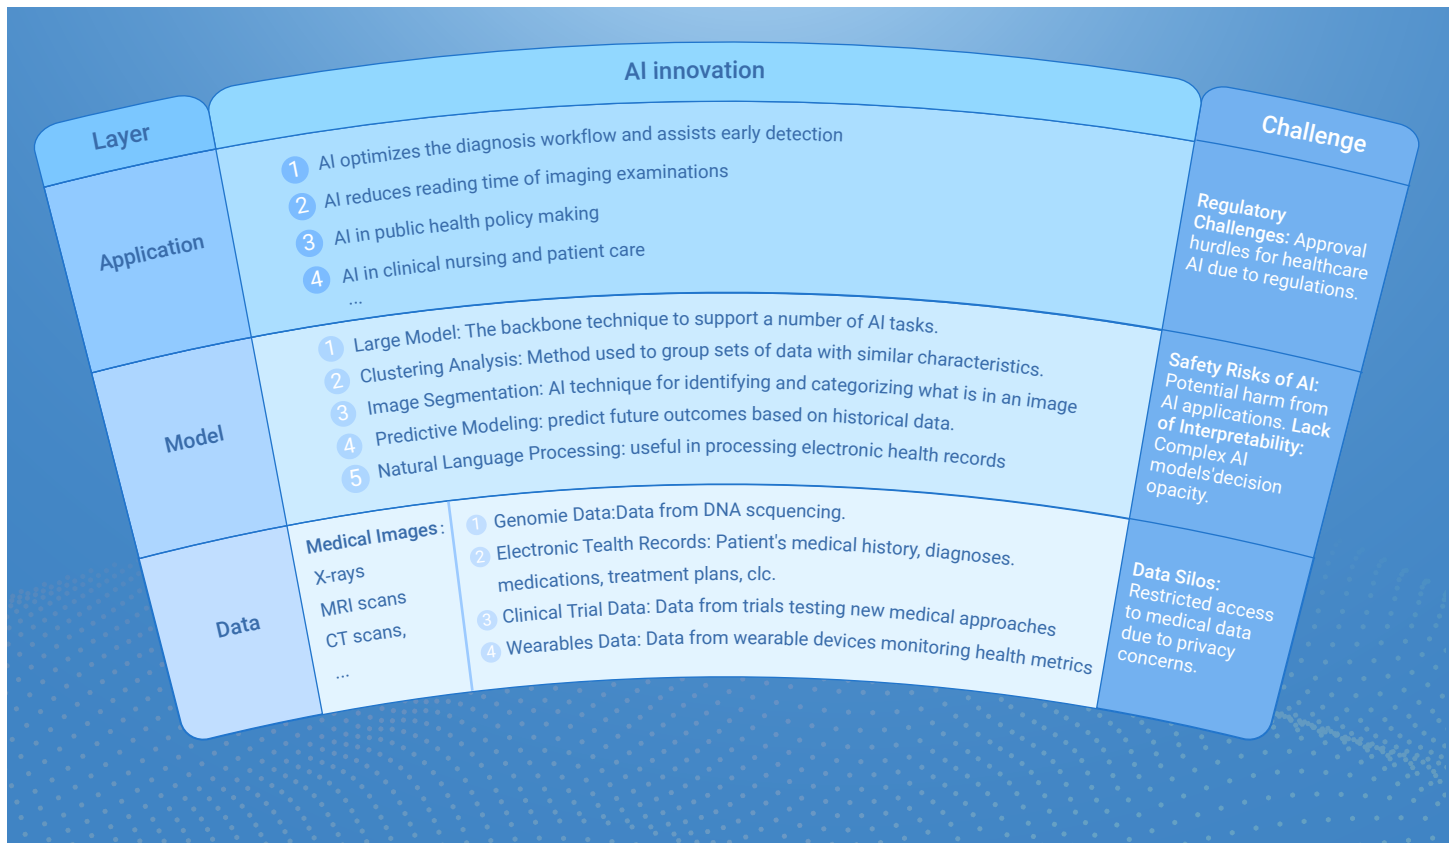 Layer
AI innovation
Challenge
Application
1 AI optimizes the diagnosis workflow and assists early detection
2 AI reduces reading time of imaging examinations
3 AI in public health policy making
4 AI in clinical nursing and patient care
...
Regulatory
Challenges: Approval
hurdles for healthcare
AI due to regulations.
Model
1 Large Model: The backbone technique to support a number of AI tasks.
2 Clustering Analysis: Method used to group sets of data with similar characteristics.
3 Image Segmentation: AI technique for identifying and categorizing what is in an image
4 Predictive Modeling: predict future outcomes based on historical data.
5 Natural Language Processing: useful in processing electronic health records
Safety Risks of AI:
Potential harm from
AI applications. Lack
of Interpretability:
Complex AI
models'decision
opacity.
Data
Medical Images:
X-rays
MRI scans
CT scans,
...
1 Genomie Data:Data from DNA scquencing.
2 Electronic Tealth Records: Patient's medical history, diagnoses.
medications, treatment plans, clc.
3 Clinical Trial Data: Data from trials testing new medical approaches
4 Wearables Data: Data from wearable devices monitoring health metrics
Data Silos:
Restricted access
to medical data
due to privacy
concerns.